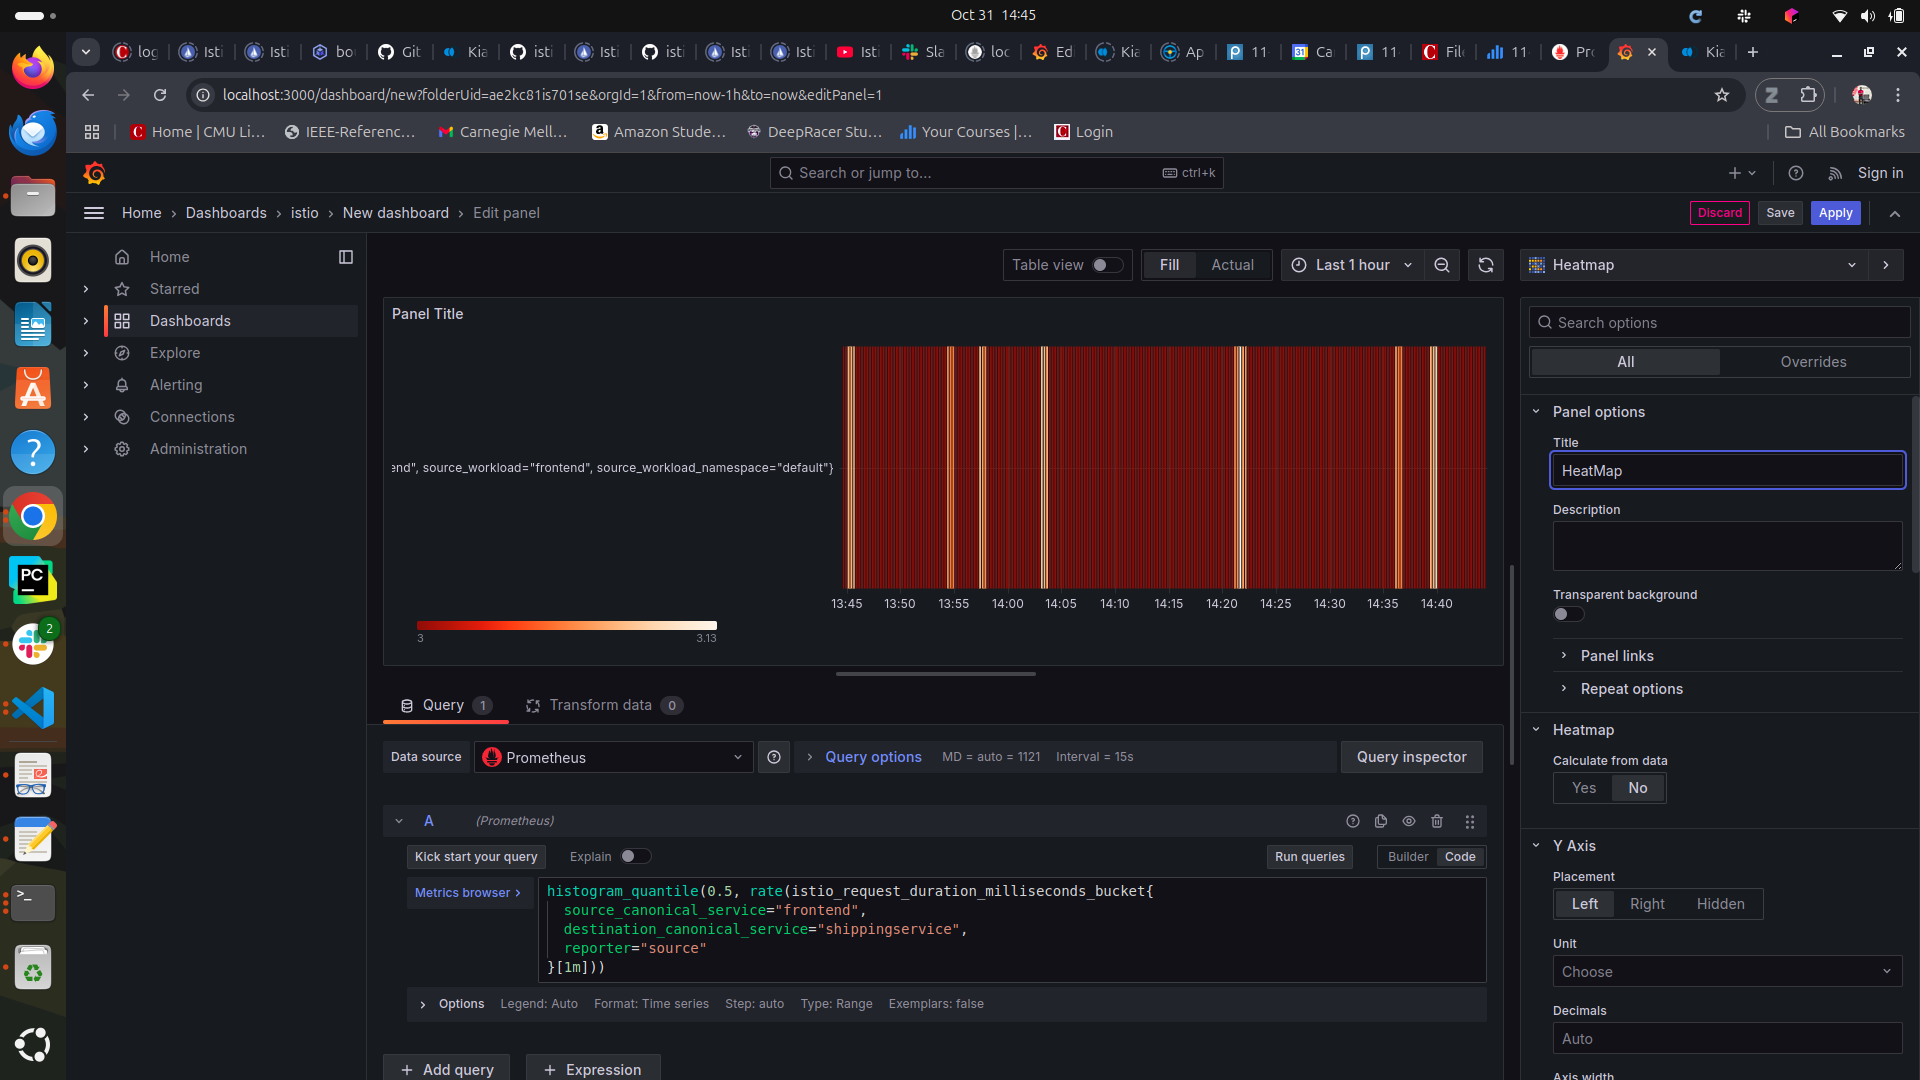 Oct 31 14:45
log
Isti
Isti
bo
Git
Kia
isti
Isti
isti
Isti
Isti
Isti
Sla
loc
Edi
Kia
Ap
11-
Ca
11-
File
11-
Pro
Kia
localhost:3000/dashboard/new?folderUid=ae2kc81is701se&orgId=1&from=now-1h&to=now&editPanel=1
Home | CMU Li...
IEEE-Referenc...
Carnegie Mell...
Amazon Stude...
DeepRacer Stu...
Your Courses |...
Login
All Bookmarks
Search or jump to...
ctrl+k
Sign in
Home › Dashboards › istio › New dashboard › Edit panel
Discard
Save
Apply
Home
Starred
Dashboards
Explore
Alerting
Connections
Administration
Table view
Fill
Actual
Last 1 hour
Heatmap
Panel Title
end", source_workload="frontend", source_workload_namespace="default"}
13:45 13:50 13:55 14:00 14:05 14:10 14:15 14:20 14:25 14:30 14:35 14:40
3 3.13
Query 1
Transform data 0
Data source
Prometheus
Query options
MD = auto = 1121
Interval = 15s
Query inspector
A
(Prometheus)
Kick start your query
Explain
Run queries
Builder
Code
Metrics browser
histogram_quantile(0.5, rate(istio_request_duration_milliseconds_bucket{
source_canonical_service="frontend",
destination_canonical_service="shippingservice",
reporter="source"
}[1m]))
Options
Legend: Auto
Format: Time series
Step: auto
Type: Range
Exemplars: false
+ Add query
+ Expression
Search options
All
Overrides
Panel options
Title
HeatMap
Description
Transparent background
Panel links
Repeat options
Heatmap
Calculate from data
Yes
No
Y Axis
Placement
Left
Right
Hidden
Unit
Choose
Decimals
Auto
Axis width
PC
2